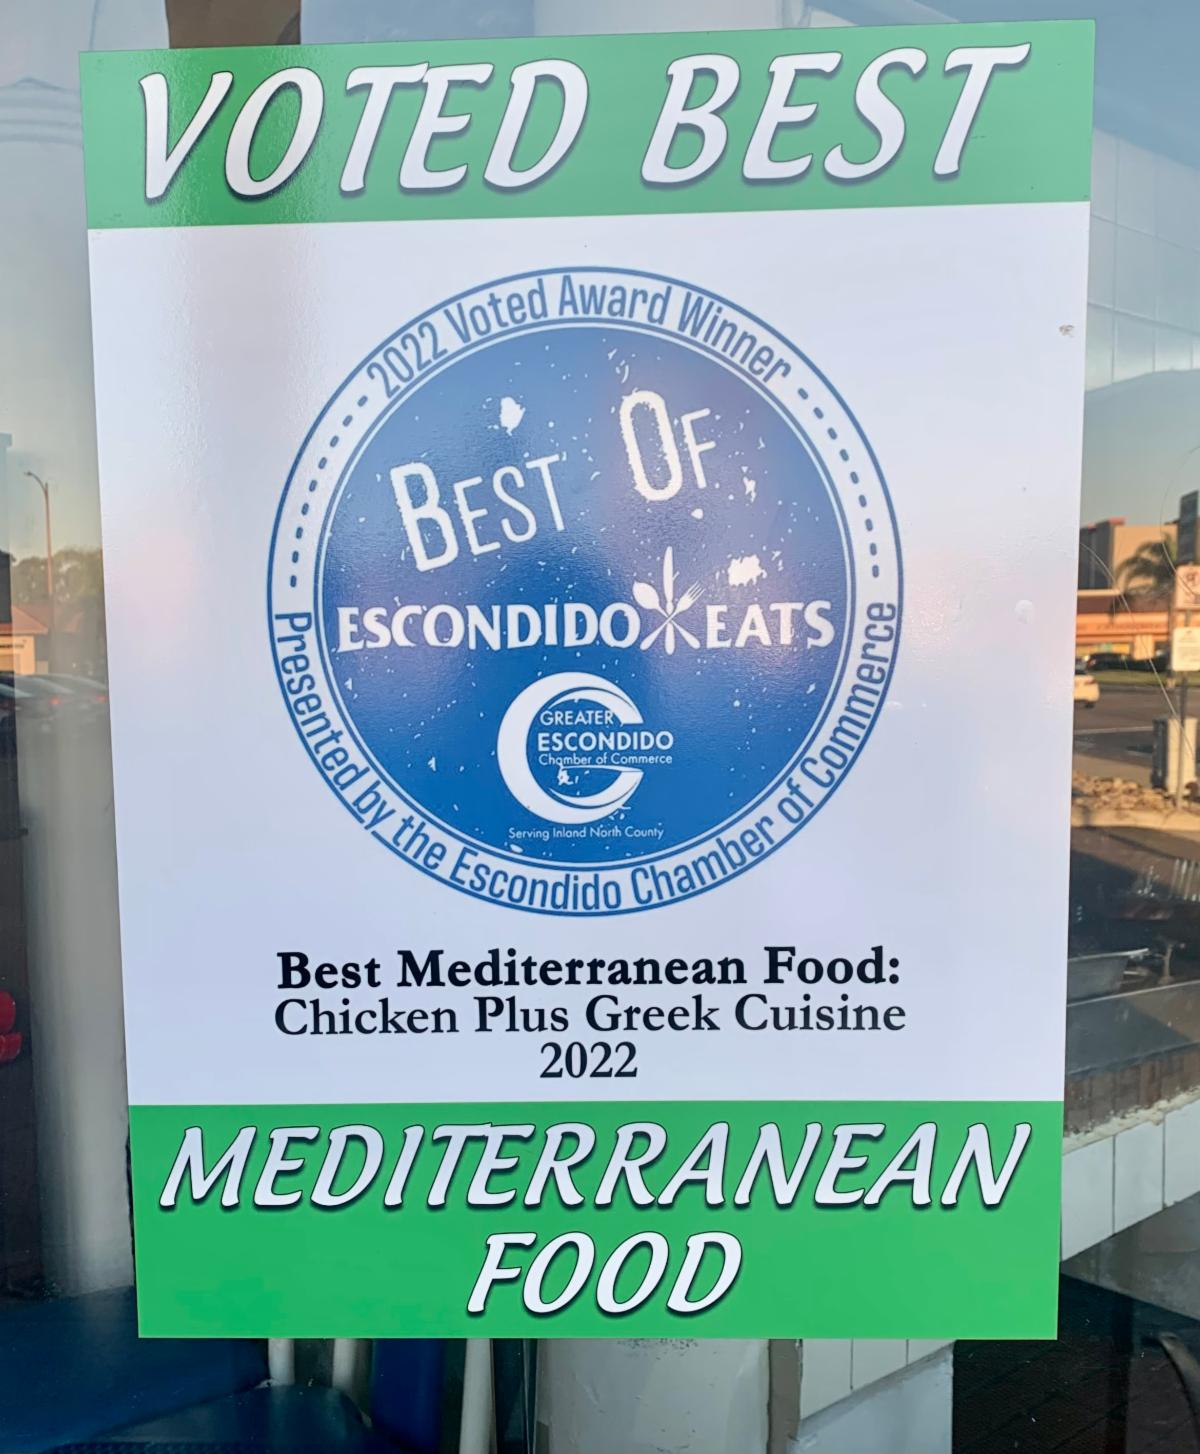 VOTED BEST
2022 Voted Award Winner
BEST OF
ESCONDIDO EATS
GREATER
ESCONDIDO
Chamber of Commerce
Serving Inland North County
Presented by the Escondido Chamber of Commerce
Best Mediterranean Food:
Chicken Plus Greek Cuisine
2022
MEDITERRANEAN
FOOD